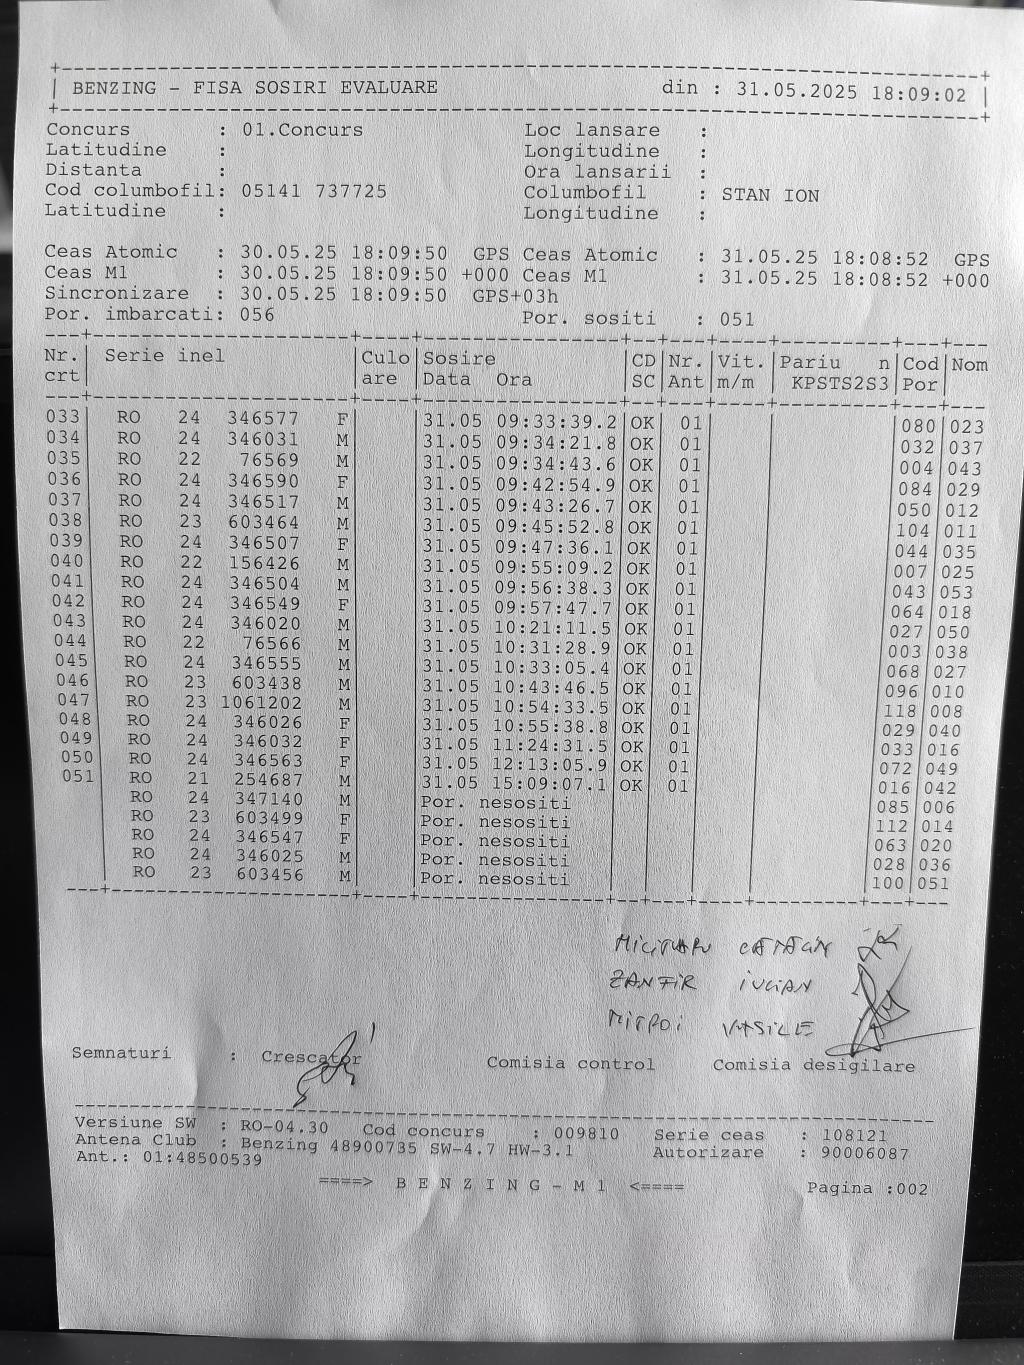 BENZING - FISA SOSIRI EVALUARE din : 31.05.2025 18:09:02
Concurs : 01.Concurs Loc lansare :
Latitudine : Longitudine :
Distanta : Ora lansarii :
Cod columbofil: 05141 737725 Columbofil : STAN ION
Latitudine : Longitudine :
Ceas Atomic : 30.05.25 18:09:50 GPS Ceas Atomic : 31.05.25 18:08:52 GPS
Ceas M1 : 30.05.25 18:09:50 +000 Ceas M1 : 31.05.25 18:08:52 +000
Sincronizare : 30.05.25 18:09:50 GPS+03h
Por. imbarcati: 056 Por. sositi : 051
Nr. Serie inel Culo Sosire CD Nr. Vit. Pariu n Cod Nom
crt are Data Ora SC Ant m/m KPSTS2S3 Por
033 RO 24 346577 F 31.05 09:33:39.2 OK 01 080 023
034 RO 24 346031 M 31.05 09:34:21.8 OK 01 032 037
035 RO 22 76569 M 31.05 09:34:43.6 OK 01 004 043
036 RO 24 346590 F 31.05 09:42:54.9 OK 01 084 029
037 RO 24 346517 M 31.05 09:43:26.7 OK 01 050 012
038 RO 23 603464 M 31.05 09:45:52.8 OK 01 104 011
039 RO 24 346507 F 31.05 09:47:36.1 OK 01 044 035
040 RO 22 156426 M 31.05 09:55:09.2 OK 01 007 025
041 RO 24 346504 M 31.05 09:56:38.3 OK 01 043 053
042 RO 24 346549 F 31.05 09:57:47.7 OK 01 064 018
043 RO 24 346020 M 31.05 10:21:11.5 OK 01 027 050
044 RO 22 76566 M 31.05 10:31:28.9 OK 01 003 038
045 RO 24 346555 M 31.05 10:33:05.4 OK 01 068 027
046 RO 23 603438 M 31.05 10:43:46.5 OK 01 096 010
047 RO 23 1061202 M 31.05 10:54:33.5 OK 01 118 008
048 RO 24 346026 F 31.05 10:55:38.8 OK 01 029 040
049 RO 24 346032 F 31.05 11:24:31.5 OK 01 033 016
050 RO 24 346563 F 31.05 12:13:05.9 OK 01 072 049
051 RO 21 254687 M 31.05 15:09:07.1 OK 01 016 042
RO 24 347140 M Por. nesositi 085 006
RO 23 603499 F Por. nesositi 112 014
RO 24 346547 F Por. nesositi 063 020
RO 24 346025 M Por. nesositi 028 036
RO 23 603456 M Por. nesositi 100 051
MILITARU CATALIN
ZANFIR IULIAN
MITROI VASILE
Semnaturi : Crescator Comisia control Comisia desigilare
Versiune SW : RO-04.30 Cod concurs : 009810 Serie ceas : 108121
Antena Club : Benzing 48900735 SW-4.7 HW-3.1 Autorizare : 90006087
Ant.: 01:48500539
====> B E N Z I N G - M 1 <==== Pagina :002